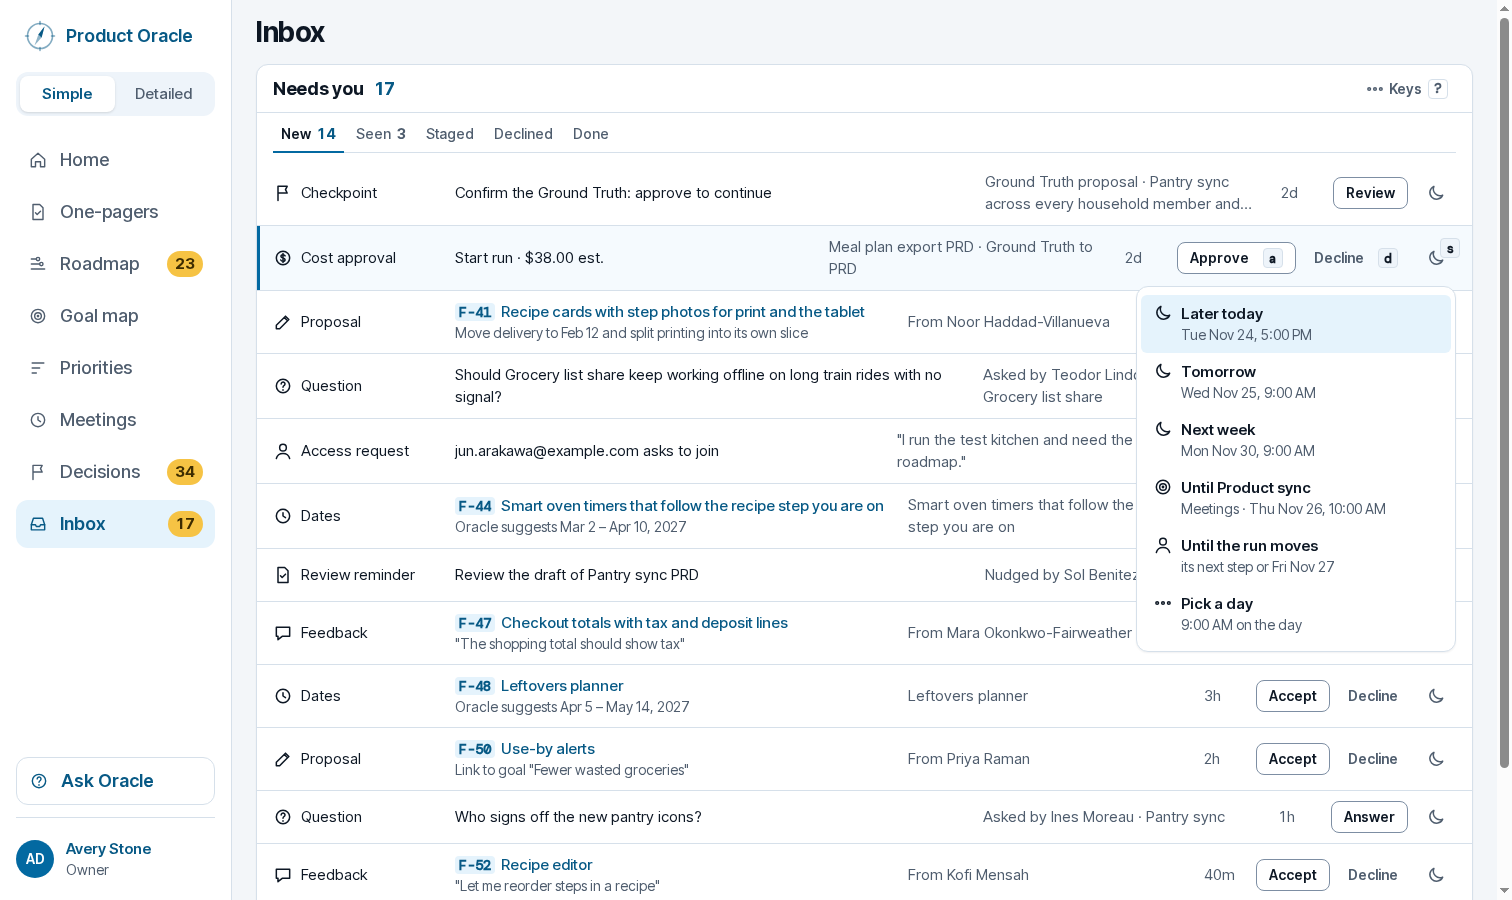 Product Oracle
Simple
Detailed
Home
One-pagers
Roadmap 23
Goal map
Priorities
Meetings
Decisions 34
Inbox 17
Ask Oracle
AD
Avery Stone
Owner
Inbox
Needs you 17
Keys ?
New 14
Seen 3
Staged
Declined
Done
Checkpoint
Confirm the Ground Truth: approve to continue
Ground Truth proposal · Pantry sync
across every household member and...
2d
Review
Cost approval
Start run · $38.00 est.
Meal plan export PRD · Ground Truth to
PRD
2d
Approve a
Decline d
s
Proposal
F-41 Recipe cards with step photos for print and the tablet
Move delivery to Feb 12 and split printing into its own slice
From Noor Haddad-Villanueva
Question
Should Grocery list share keep working offline on long train rides with no
signal?
Asked by Teodor
Grocery list share
Access request
jun.arakawa@example.com asks to join
"I run the test kitchen and need the
roadmap."
Dates
F-44 Smart oven timers that follow the recipe step you are on
Oracle suggests Mar 2 – Apr 10, 2027
Smart oven timers that follow the
step you are on
Review reminder
Review the draft of Pantry sync PRD
Nudged by Sol Benitez
Feedback
F-47 Checkout totals with tax and deposit lines
"The shopping total should show tax"
From Mara Okonkwo-Fairweather
Later today
Tue Nov 24, 5:00 PM
Tomorrow
Wed Nov 25, 9:00 AM
Next week
Mon Nov 30, 9:00 AM
Until Product sync
Meetings · Thu Nov 26, 10:00 AM
Until the run moves
its next step or Fri Nov 27
Pick a day
9:00 AM on the day
Dates
F-48 Leftovers planner
Oracle suggests Apr 5 – May 14, 2027
Leftovers planner
3h
Accept
Decline
Proposal
F-50 Use-by alerts
Link to goal "Fewer wasted groceries"
From Priya Raman
2h
Accept
Decline
Question
Who signs off the new pantry icons?
Asked by Ines Moreau · Pantry sync
1h
Answer
Feedback
F-52 Recipe editor
"Let me reorder steps in a recipe"
From Kofi Mensah
40m
Accept
Decline